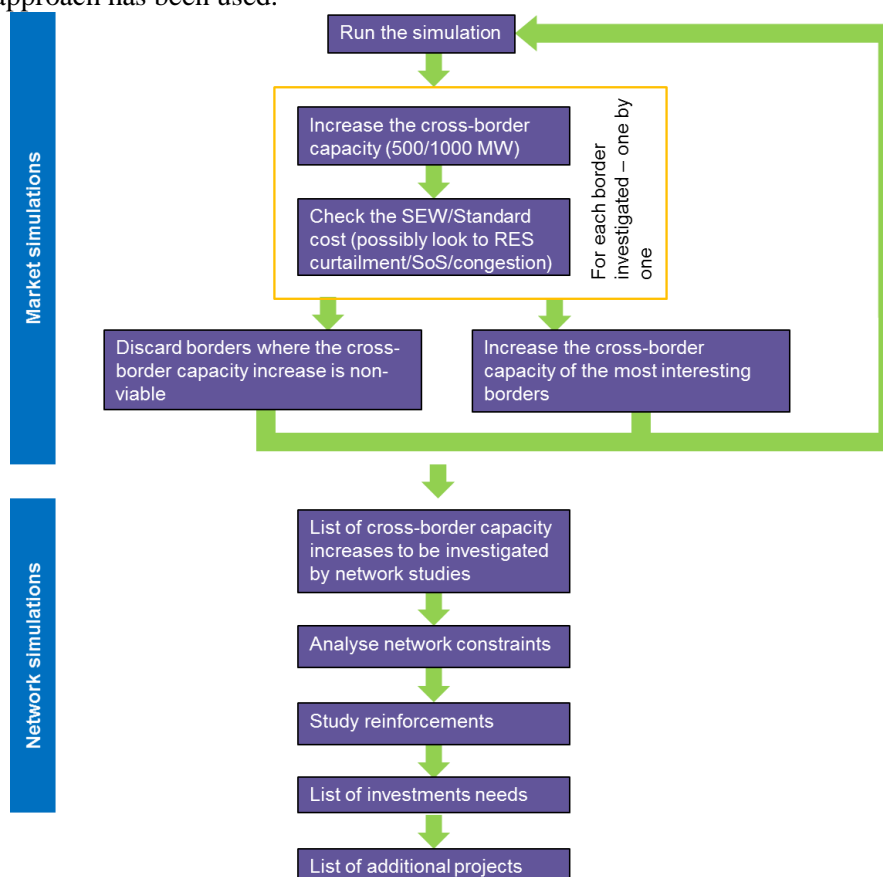 approach has been used.
Run the simulation
Market simulations
Increase the cross-border
capacity (500/1000 MW)
Check the SEW/Standard
cost (possibly look to RES
curtailment/SoS/congestion)
For each border
investigated – one by
one
Discard borders where the cross-
border capacity increase is non-
viable
Increase the cross-border
capacity of the most interesting
borders
Network simulations
List of cross-border capacity
increases to be investigated
by network studies
Analyse network constraints
Study reinforcements
List of investments needs
List of additional projects